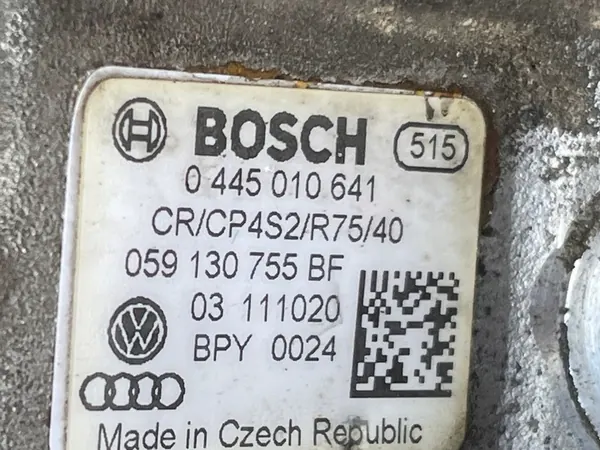 BOSCH 515
0 445 010 641
CR/CP4S2/R75/40
059 130 755 BF
03 111020
BPY 0024
Made in Czech Republic